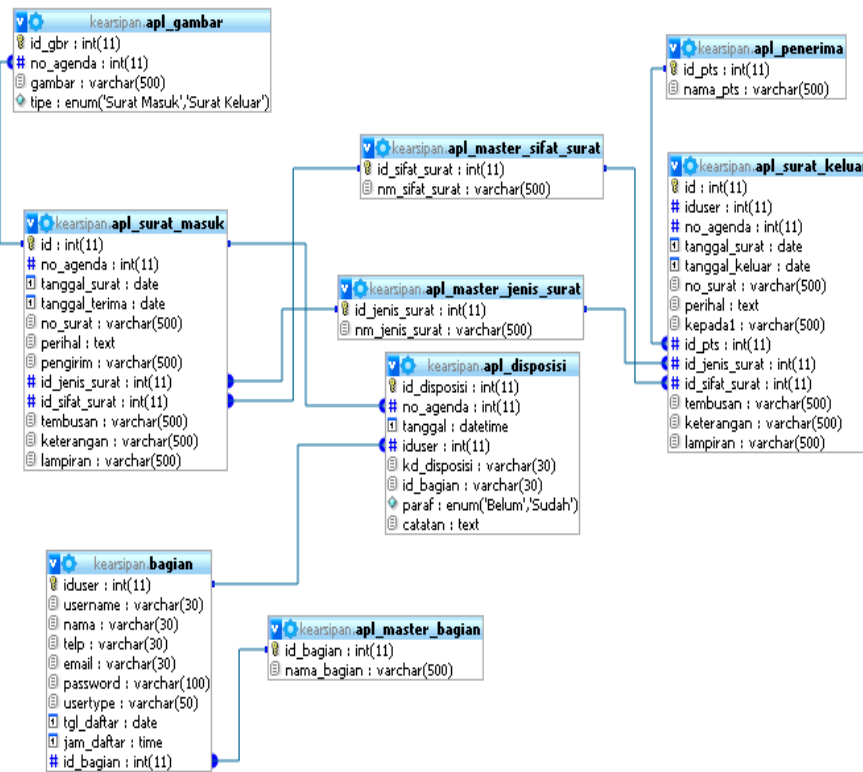 kearsipan.apl_gambar
id_gbr : int(11)
# no_agenda : int(11)
gambar : varchar(500)
tipe : enum('Surat Masuk','Surat Keluar')
kearsipan.apl_penerima
id_pts : int(11)
nama_pts : varchar(500)
kearsipan.apl_master_sifat_surat
id_sifat_surat : int(11)
nm_sifat_surat : varchar(500)
kearsipan.apl_surat_keluar
id : int(11)
# iduser : int(11)
# no_agenda : int(11)
tanggal_surat : date
tanggal_keluar : date
no_surat : varchar(500)
perihal : text
kepada1 : varchar(500)
# id_pts : int(11)
# id_jenis_surat : int(11)
# id_sifat_surat : int(11)
tembusan : varchar(500)
keterangan : varchar(500)
lampiran : varchar(500)
kearsipan.apl_surat_masuk
id : int(11)
# no_agenda : int(11)
tanggal_surat : date
tanggal_terima : date
no_surat : varchar(500)
perihal : text
pengirim : varchar(500)
# id_jenis_surat : int(11)
# id_sifat_surat : int(11)
tembusan : varchar(500)
keterangan : varchar(500)
lampiran : varchar(500)
kearsipan.apl_master_jenis_surat
id_jenis_surat : int(11)
nm_jenis_surat : varchar(500)
kearsipan.apl_disposisi
id_disposisi : int(11)
# no_agenda : int(11)
tanggal : datetime
# iduser : int(11)
kd_disposisi : varchar(30)
id_bagian : varchar(30)
paraf : enum('Belum','Sudah')
catatan : text
kearsipan.bagian
iduser : int(11)
username : varchar(30)
nama : varchar(30)
telp : varchar(30)
email : varchar(30)
password : varchar(100)
usertype : varchar(50)
tgl_daftar : date
jam_daftar : time
# id_bagian : int(11)
kearsipan.apl_master_bagian
id_bagian : int(11)
nama_bagian : varchar(500)